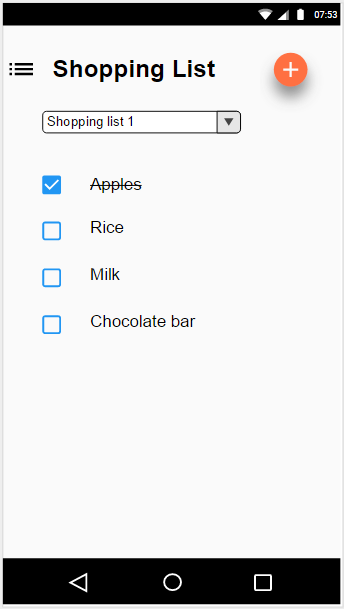 07:53
Shopping List
Shopping list 1
Apples
Rice
Milk
Chocolate bar